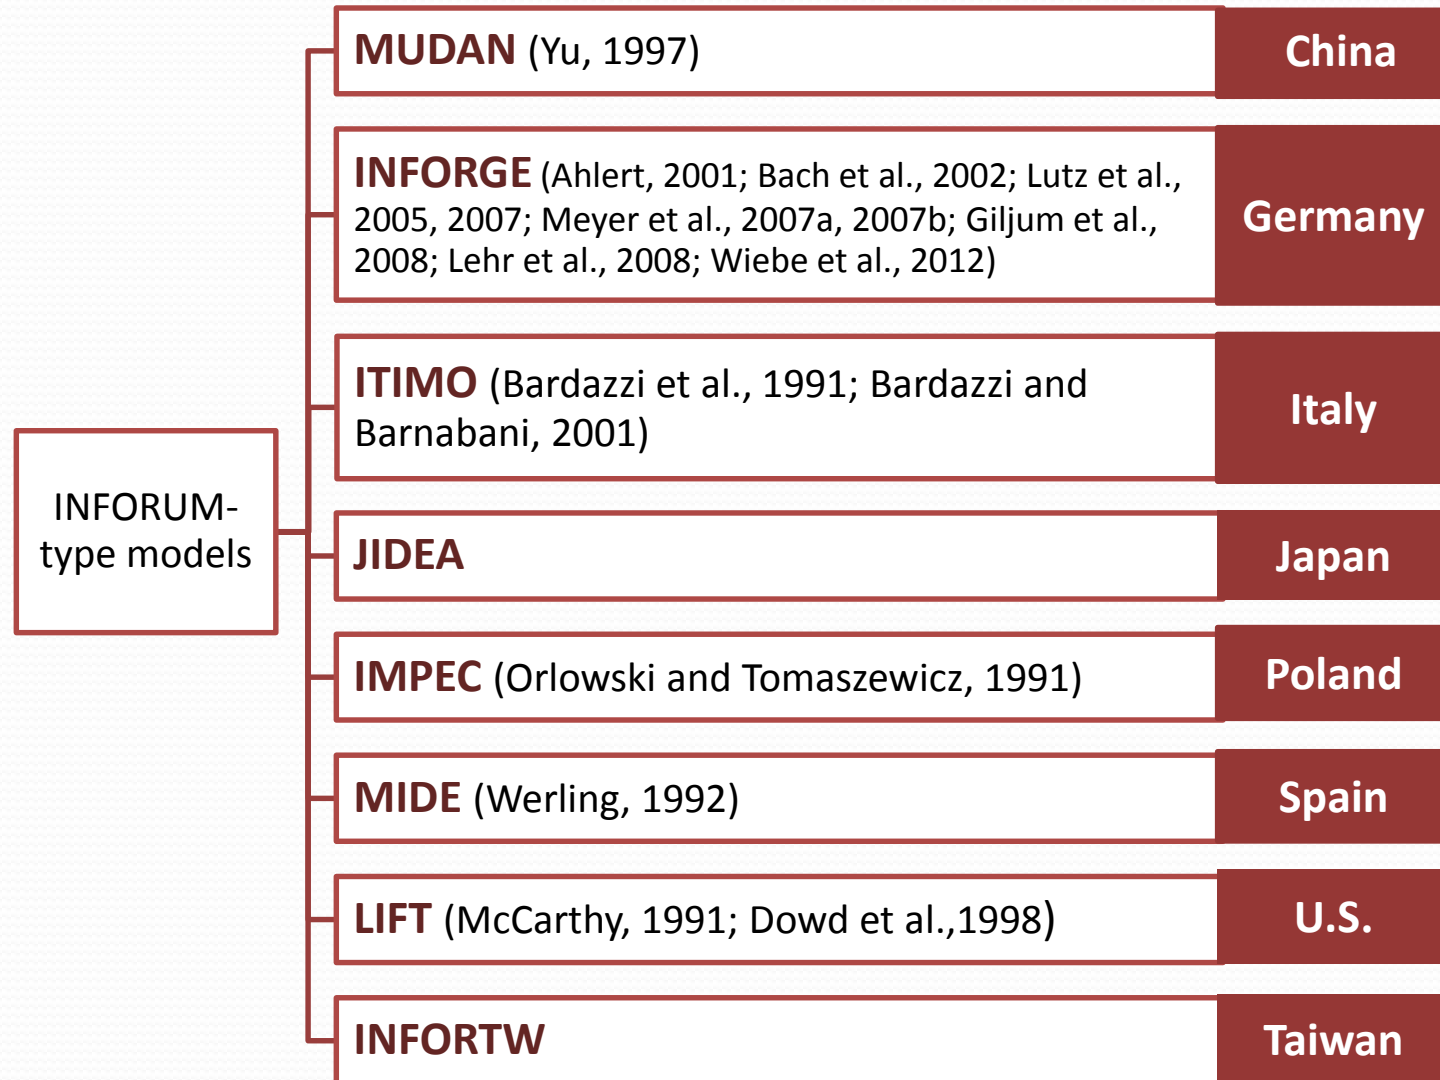 MUDAN (Yu, 1997)
China
INFORGE (Ahlert, 2001; Bach et al., 2002; Lutz et al.,
2005, 2007; Meyer et al., 2007a, 2007b; Giljum et al.,
2008; Lehr et al., 2008; Wiebe et al., 2012)
Germany
ITIMO (Bardazzi et al., 1991; Bardazzi and
Barnabani, 2001)
Italy
INFORUM-
type models
JIDEA
Japan
IMPEC (Orlowski and Tomaszewicz, 1991)
Poland
MIDE (Werling, 1992)
Spain
LIFT (McCarthy, 1991; Dowd et al.,1998)
U.S.
INFORTW
Taiwan